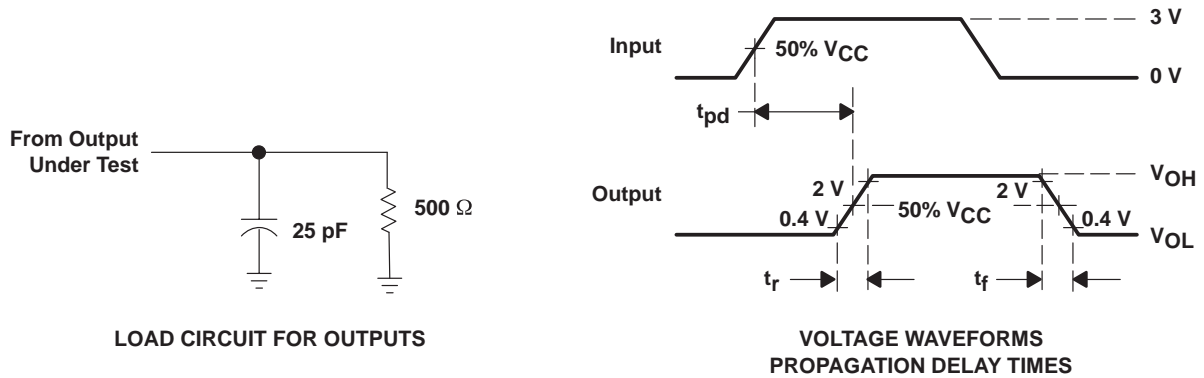 From Output
Under Test
25 pF
500 Ω
LOAD CIRCUIT FOR OUTPUTS
Input
50% VCC
3 V
0 V
tpd
Output
2 V
0.4 V
50% VCC
2 V
0.4 V
VOH
VOL
tr
tf
VOLTAGE WAVEFORMS
PROPAGATION DELAY TIMES